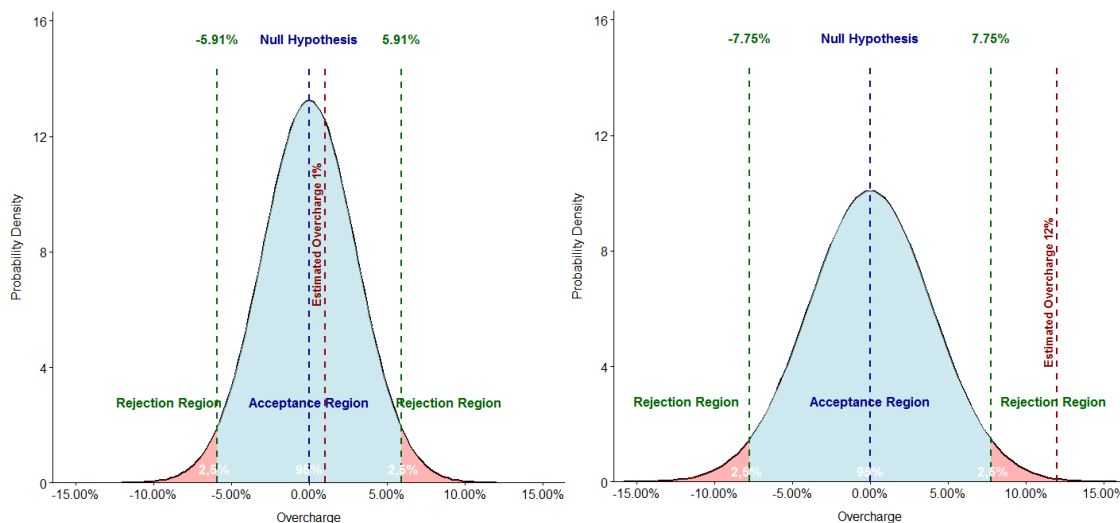 16
-5.91%
Null Hypothesis
5.91%
12
Probability Density
8
Estimated Overcharge 1%
4
Rejection Region
Acceptance Region
Rejection Region
2,5%
95%
2,5%
0
-15.00%
-10.00%
-5.00%
0.00%
5.00%
10.00%
15.00%
Overcharge
16
-7.75%
Null Hypothesis
7.75%
12
Probability Density
8
Estimated Overcharge 12%
4
Rejection Region
Acceptance Region
Rejection Region
2,5%
95%
2,5%
0
-15.00%
-10.00%
-5.00%
0.00%
5.00%
10.00%
15.00%
Overcharge